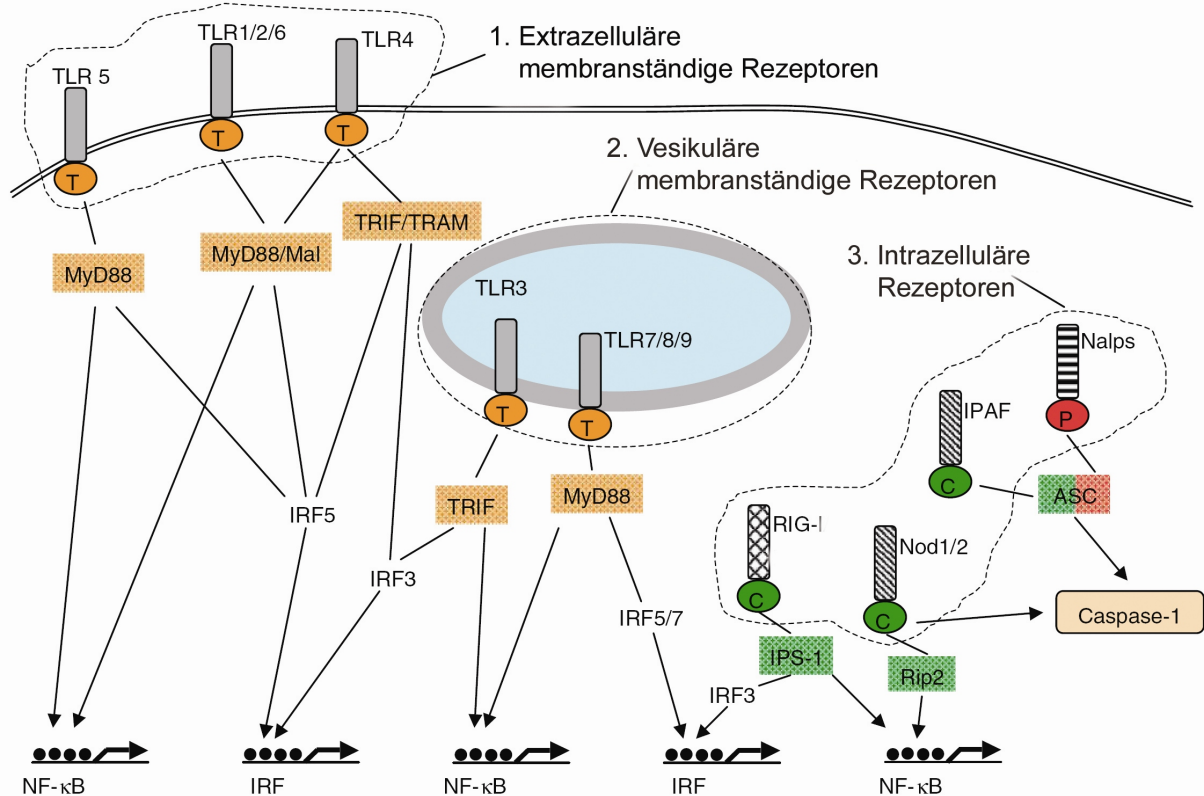 TLR1/2/6
TLR4
TLR 5
1. Extrazelluläre
membranständige Rezeptoren
T
T
T
2. Vesikuläre
membranständige Rezeptoren
TRIF/TRAM
MyD88/Mal
MyD88
3. Intrazelluläre
Rezeptoren
TLR3
TLR7/8/9
Nalps
IPAF
P
T
T
C
ASC
TRIF
MyD88
IRF5
RIG-I
Nod1/2
IRF3
C
C
IRF5/7
Caspase-1
IPS-1
Rip2
IRF3
NF-κB
IRF
NF-κB
IRF
NF-κB